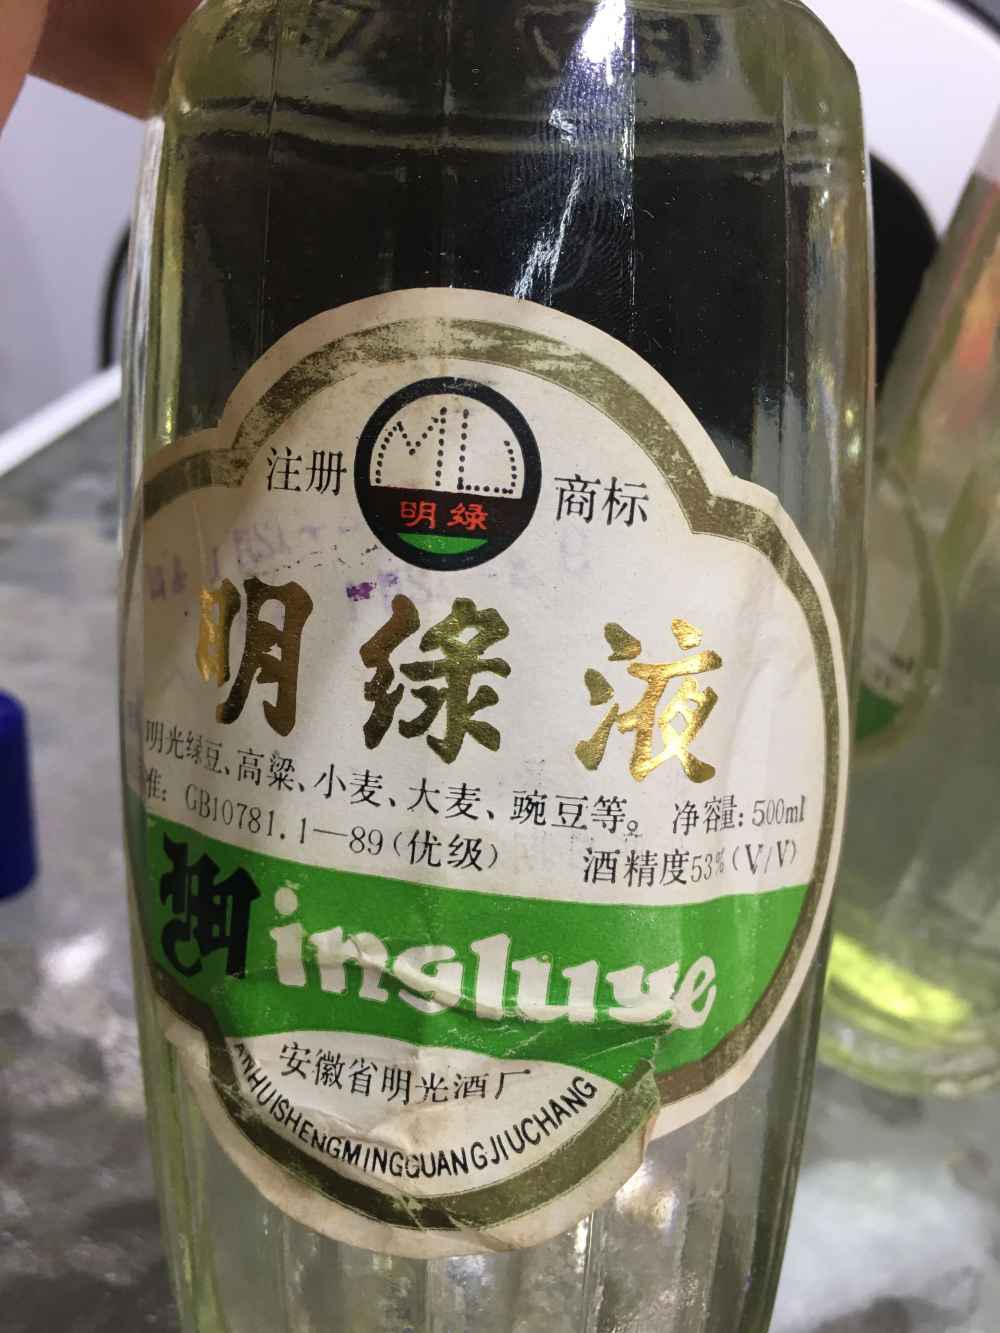 ML
明绿
注册 商标
明绿液
明光绿豆、高粱、小麦、大麦、豌豆等。 净容量:500ml
准: GB10781.1—89(优级) 酒精度53%(V/V)
Mingluye
安徽省明光酒厂
ANHUISHENGMINGGUANGJIUCHANG